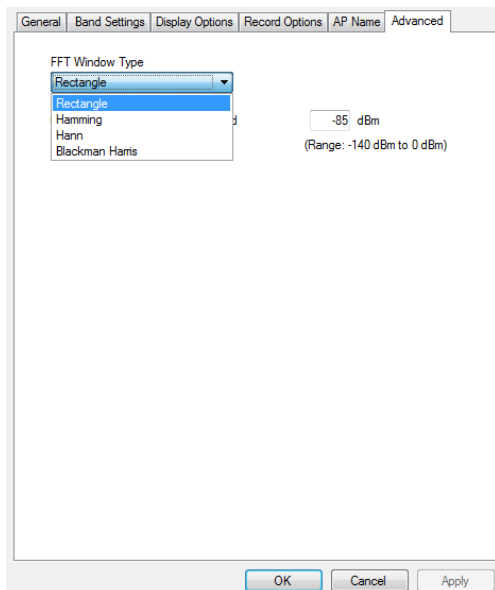 General Band Settings Display Options Record Options AP Name Advanced
FFT Window Type
Rectangle
Rectangle
Hamming
Hann
Blackman Harris
-85 dBm
(Range: -140 dBm to 0 dBm)
OK Cancel Apply